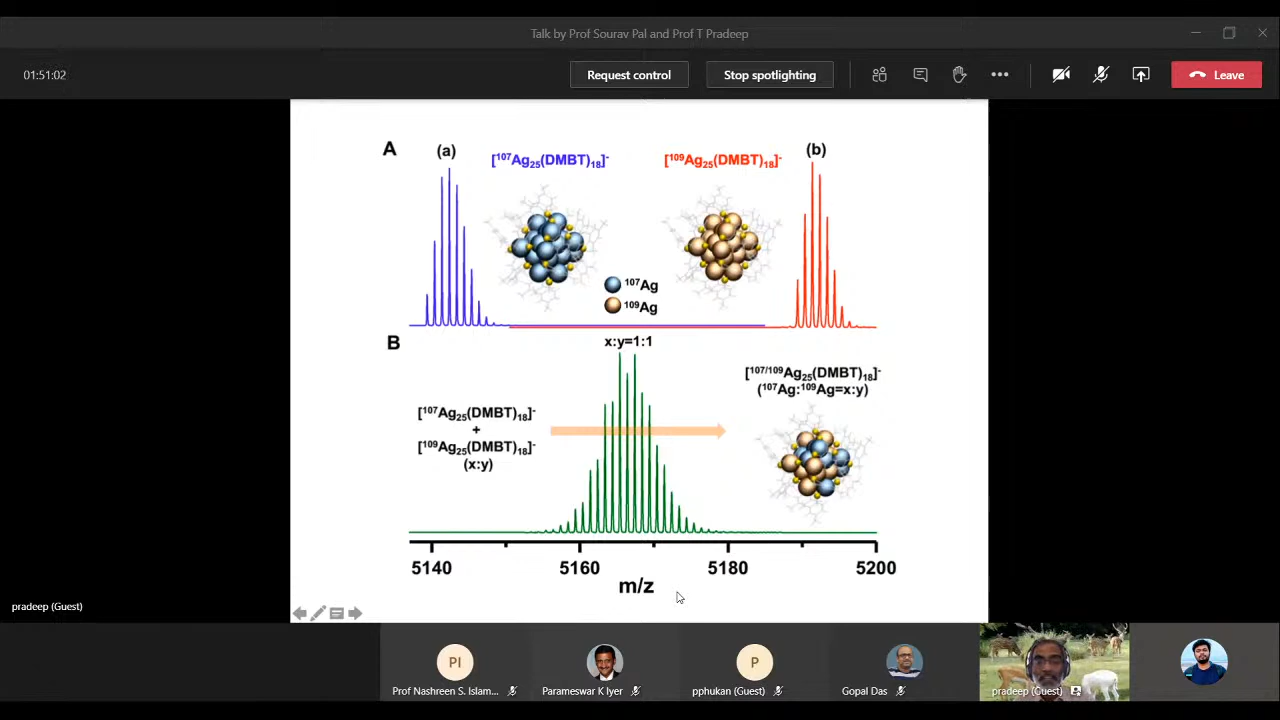 Talk by Prof Sourav Pal and Prof T Pradeep
01:51:02
Request control
Stop spotlighting
Leave
A
(a)
[¹⁰⁷Ag₂₅(DMBT)₁₈]⁻
[¹⁰⁹Ag₂₅(DMBT)₁₈]⁻
(b)
¹⁰⁷Ag
¹⁰⁹Ag
B
x:y=1:1
[¹⁰⁷Ag₂₅(DMBT)₁₈]⁻
+
[¹⁰⁹Ag₂₅(DMBT)₁₈]⁻
(x:y)
[¹⁰⁷/¹⁰⁹Ag₂₅(DMBT)₁₈]⁻
(¹⁰⁷Ag:¹⁰⁹Ag=x:y)
5140 5160 5180 5200
m/z
pradeep (Guest)
PI
P
Prof Nashreen S. Islam...
Parameswar K Iyer
pphukan (Guest)
Gopal Das
pradeep (Guest)